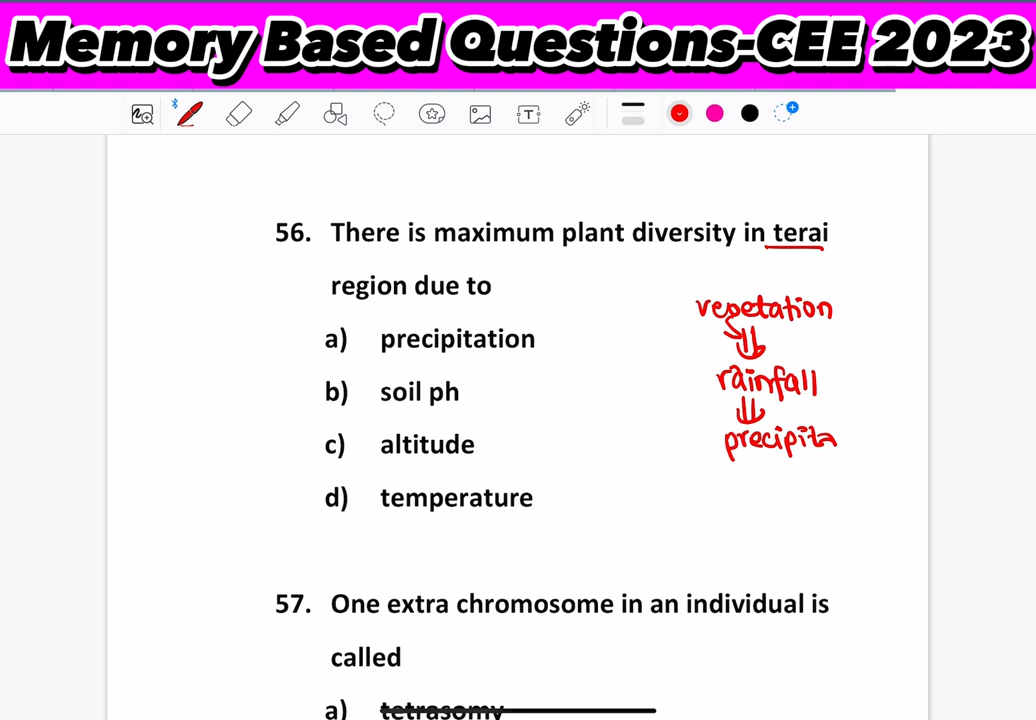 Memory Based Questions-CEE 2023
56. There is maximum plant diversity in terai
region due to
vegetation
a) precipitation
rainfall
b) soil ph
precipita
c) altitude
d) temperature
57. One extra chromosome in an individual is
called
a) tetrasomy